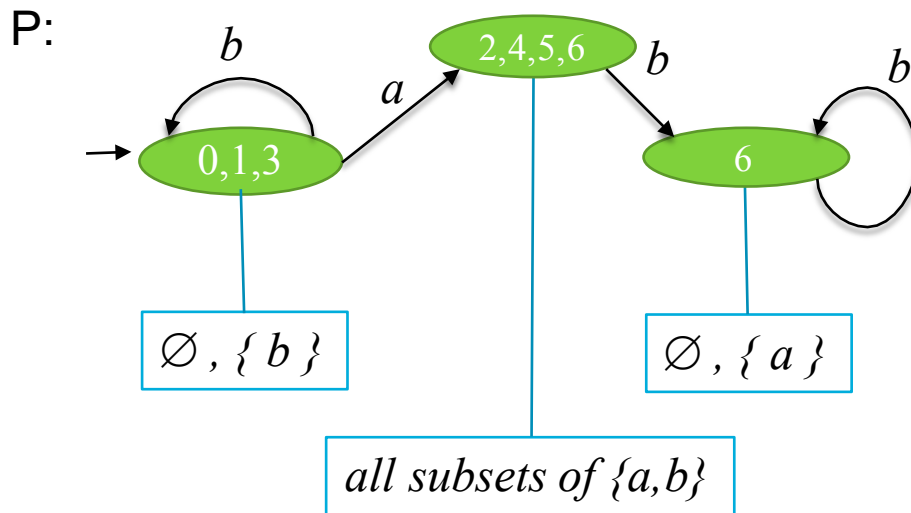 P:
b
a
2,4,5,6
b
b
0,1,3
6
∅ , { b }
∅ , { a }
all subsets of {a,b}